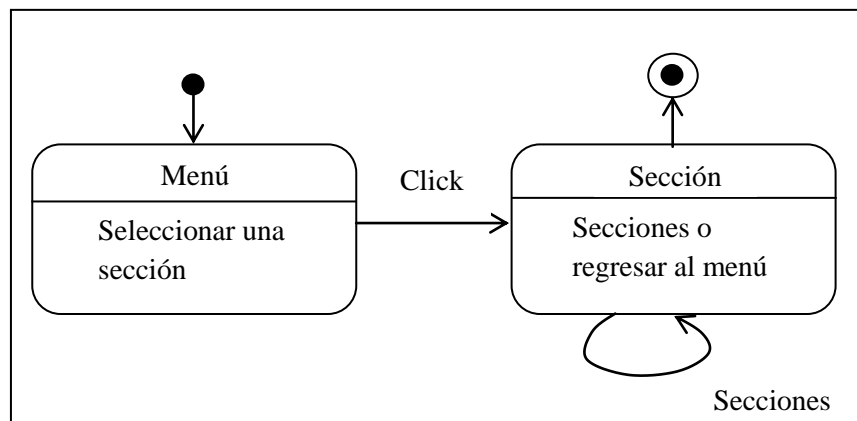 Menú
Seleccionar una
sección
Click
Sección
Secciones o
regresar al menú
Secciones